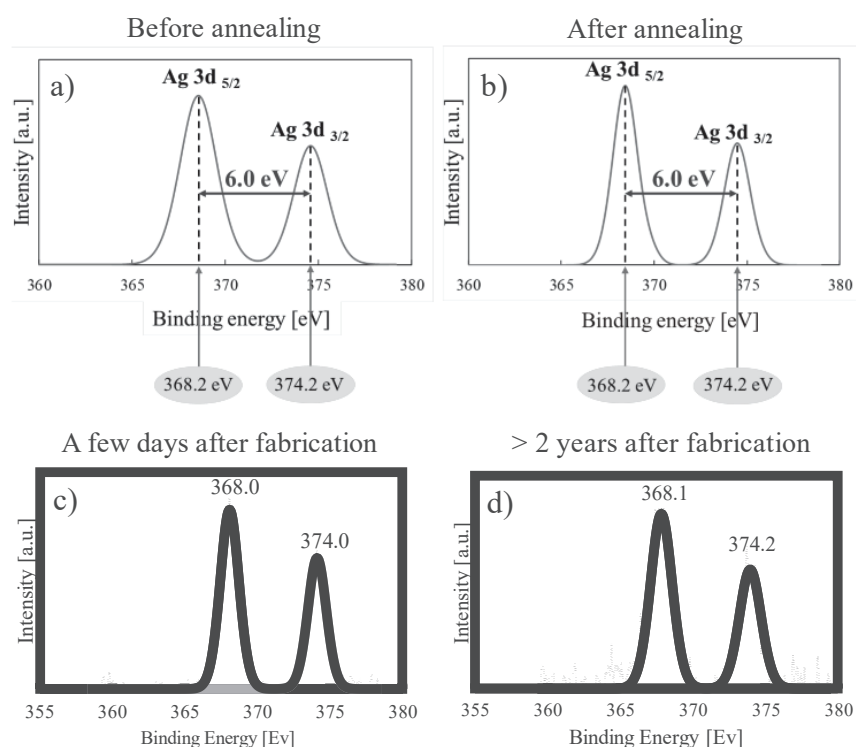 Before annealing
After annealing
a)
Ag 3d 5/2
Ag 3d 3/2
6.0 eV
Intensity [a.u.]
360 365 370 375 380
Binding energy [eV]
368.2 eV
374.2 eV
b)
Ag 3d 5/2
Ag 3d 3/2
6.0 eV
Intensity [a.u.]
360 365 370 375 380
Binding energy [eV]
368.2 eV
374.2 eV
A few days after fabrication
> 2 years after fabrication
c)
368.0
374.0
Intensity [a.u.]
355 360 365 370 375 380
Binding Energy [Ev]
d)
368.1
374.2
Intensity [a.u.]
355 360 365 370 375 380
Binding Energy [Ev]